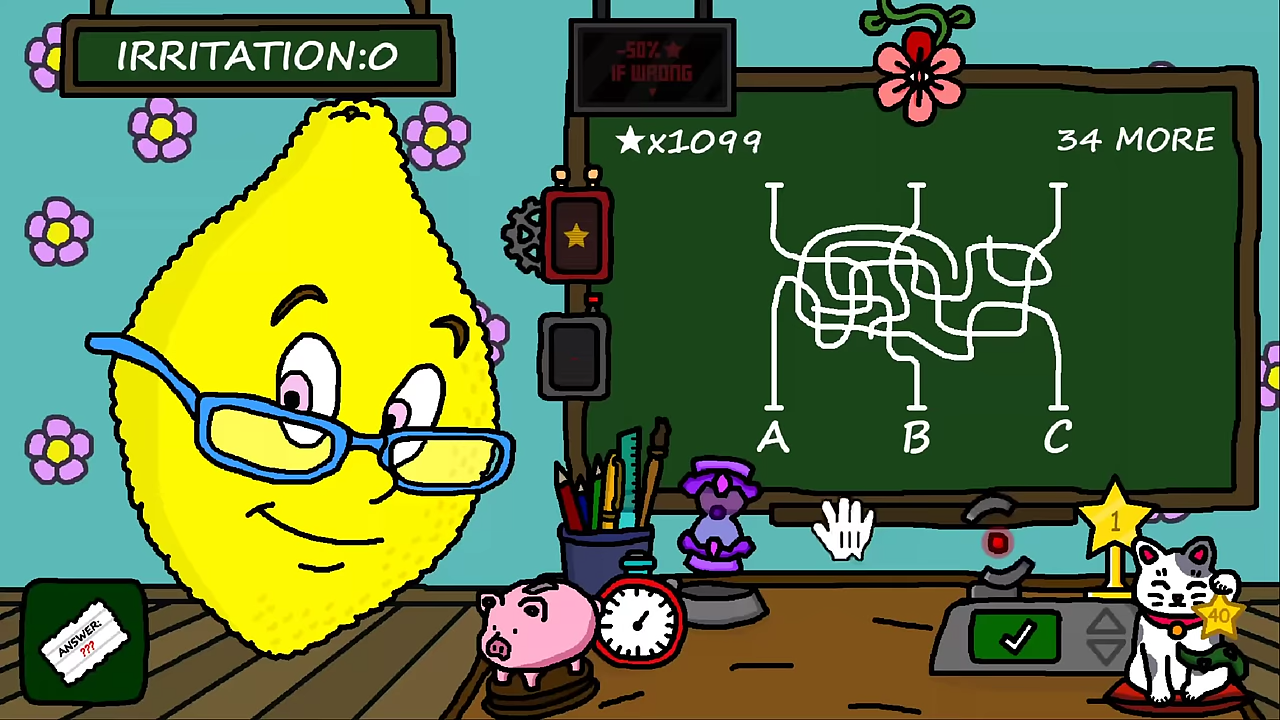 IRRITATION:0
-50% ★
IF WRONG
★x1099
34 MORE
A B C
1
40
ANSWER:
???